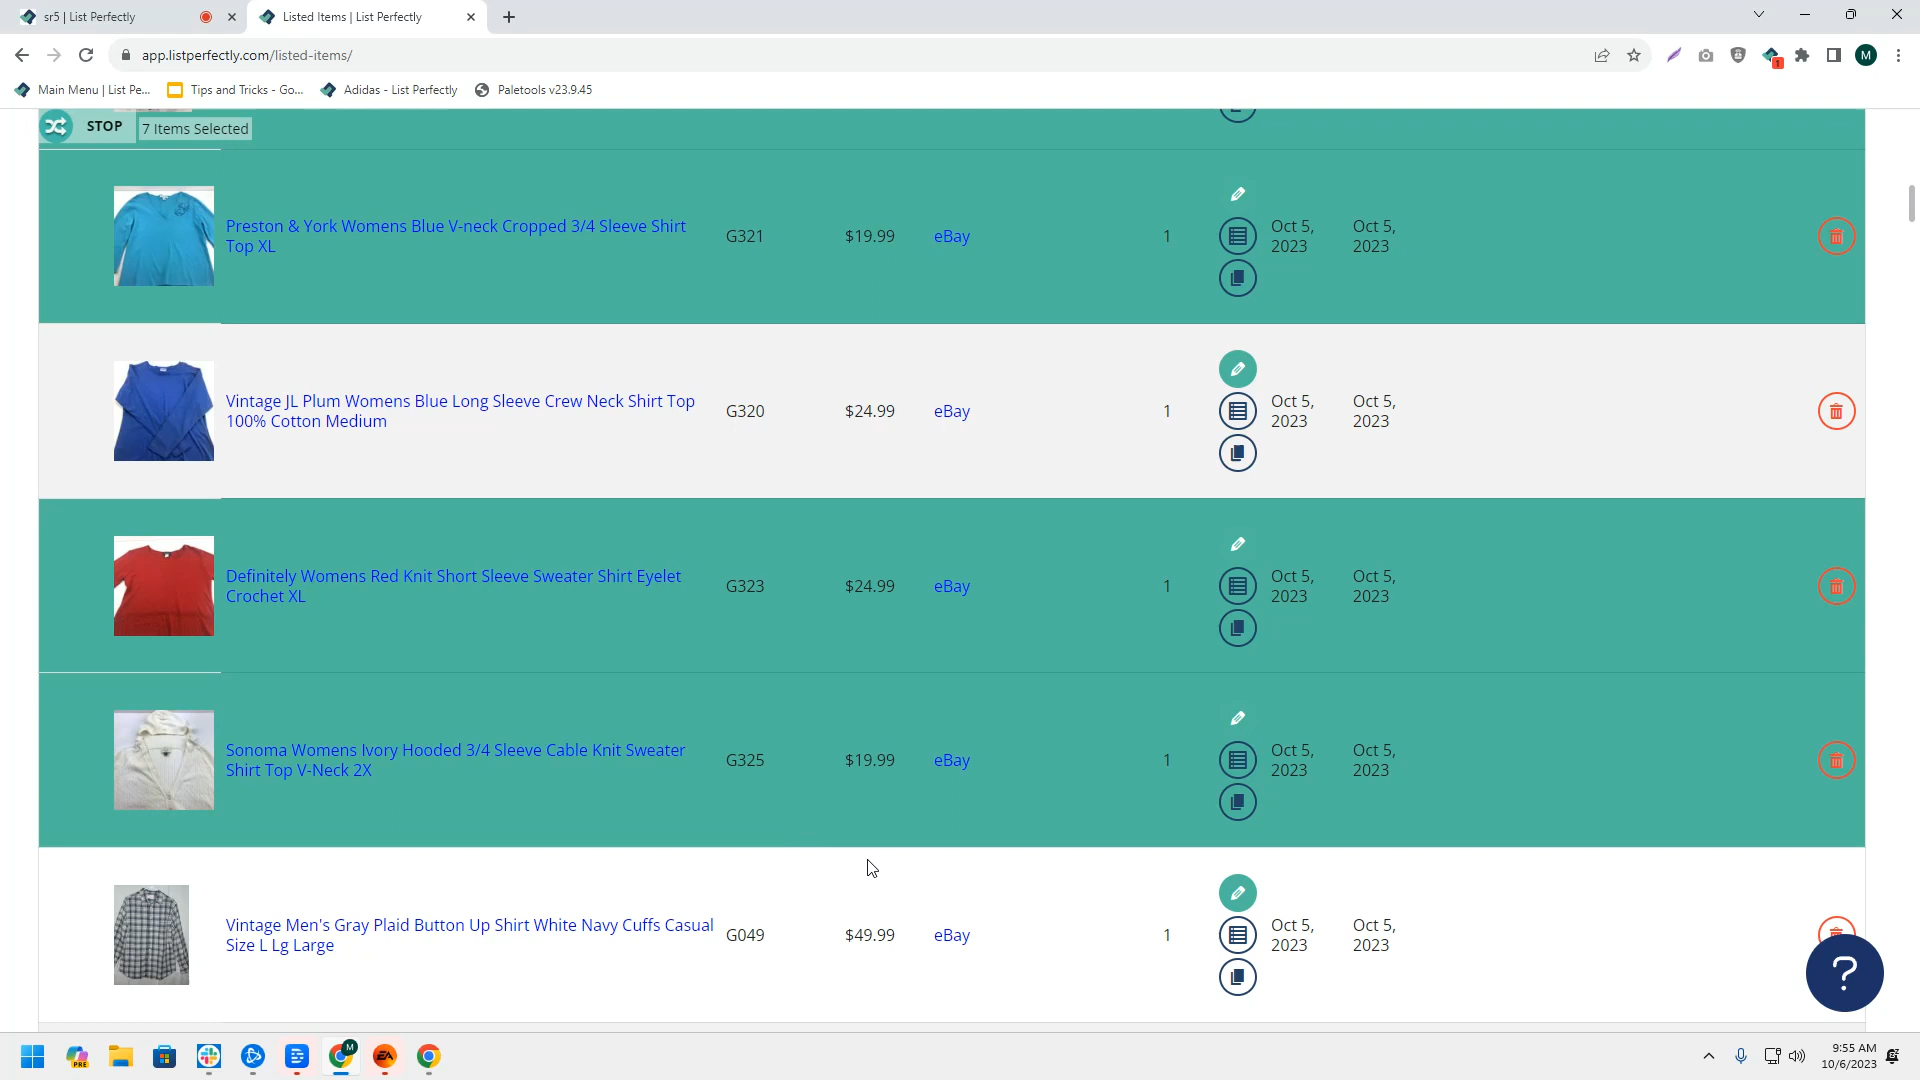 sr5 | List Perfectly
Listed Items | List Perfectly
app.listperfectly.com/listed-items/
1
M
Main Menu | List Pe...
Tips and Tricks - Go...
Adidas - List Perfectly
Paletools v23.9.45
STOP
7 Items Selected
Preston & York Womens Blue V-neck Cropped 3/4 Sleeve Shirt
Top XL
G321
$19.99
eBay
1
Oct 5,
2023
Oct 5,
2023
Vintage JL Plum Womens Blue Long Sleeve Crew Neck Shirt Top
100% Cotton Medium
G320
$24.99
eBay
1
Oct 5,
2023
Oct 5,
2023
Definitely Womens Red Knit Short Sleeve Sweater Shirt Eyelet
Crochet XL
G323
$24.99
eBay
1
Oct 5,
2023
Oct 5,
2023
Sonoma Womens Ivory Hooded 3/4 Sleeve Cable Knit Sweater
Shirt Top V-Neck 2X
G325
$19.99
eBay
1
Oct 5,
2023
Oct 5,
2023
Vintage Men's Gray Plaid Button Up Shirt White Navy Cuffs Casual
Size L Lg Large
G049
$49.99
eBay
1
Oct 5,
2023
Oct 5,
2023
?
PRE
M
EA
9:55 AM
10/6/2023